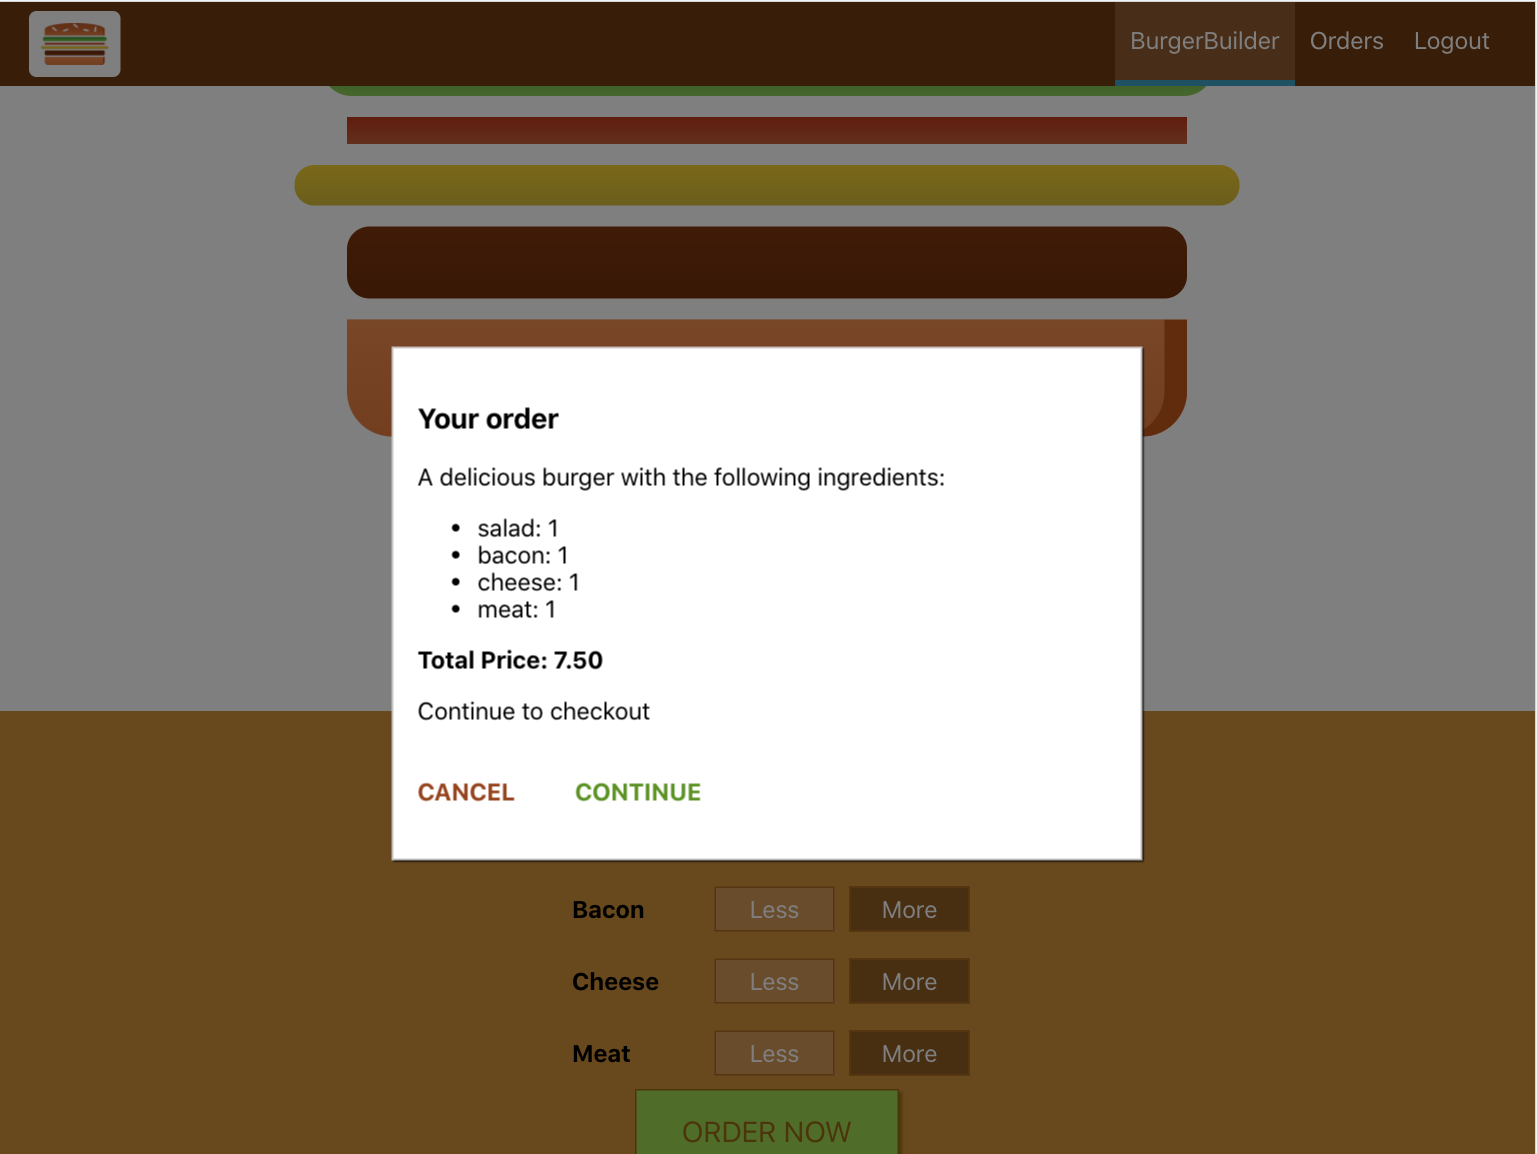 BurgerBuilder Orders Logout
Your order
A delicious burger with the following ingredients:
• salad: 1
• bacon: 1
• cheese: 1
• meat: 1
Total Price: 7.50
Continue to checkout
CANCEL CONTINUE
Bacon Less More
Cheese Less More
Meat Less More
ORDER NOW